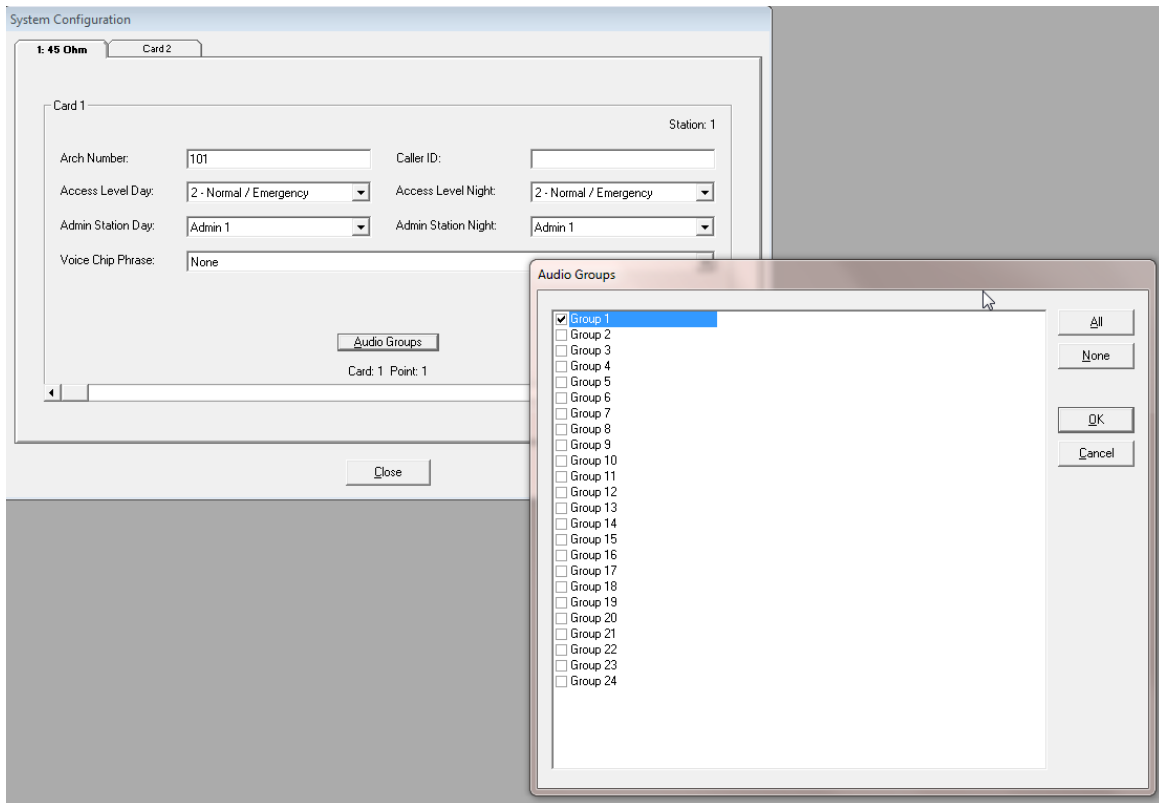 System Configuration
1: 45 Ohm Card 2
Card 1
Station: 1
Arch Number: 101 Caller ID:
Access Level Day: 2 - Normal / Emergency Access Level Night: 2 - Normal / Emergency
Admin Station Day: Admin 1 Admin Station Night: Admin 1
Voice Chip Phrase: None
Audio Groups
Card: 1 Point: 1
Close
Audio Groups
Group 1
Group 2
Group 3
Group 4
Group 5
Group 6
Group 7
Group 8
Group 9
Group 10
Group 11
Group 12
Group 13
Group 14
Group 15
Group 16
Group 17
Group 18
Group 19
Group 20
Group 21
Group 22
Group 23
Group 24
All
None
OK
Cancel